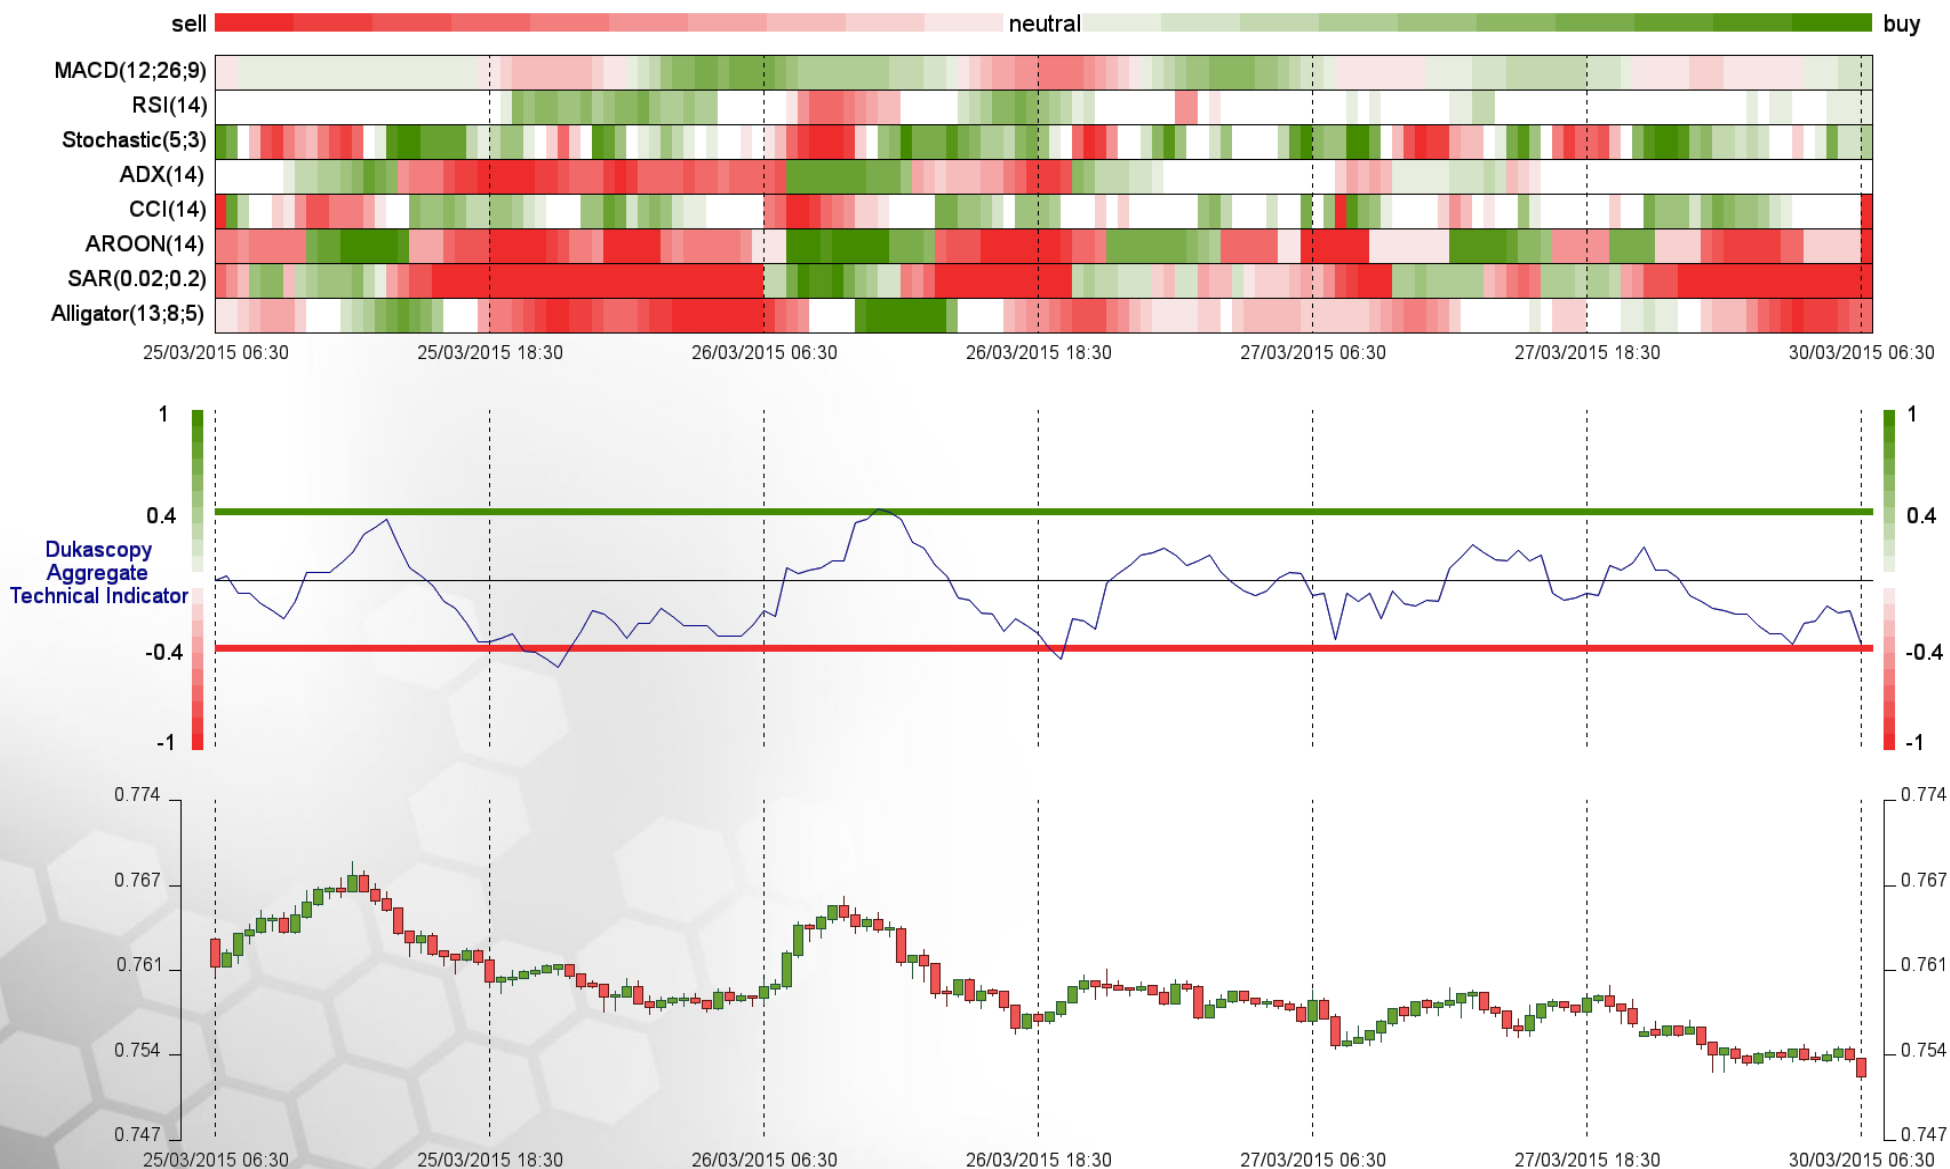 sell neutral buy
MACD(12;26;9)
RSI(14)
Stochastic(5;3)
ADX(14)
CCI(14)
AROON(14)
SAR(0.02;0.2)
Alligator(13;8;5)
25/03/2015 06:30 25/03/2015 18:30 26/03/2015 06:30 26/03/2015 18:30 27/03/2015 06:30 27/03/2015 18:30 30/03/2015 06:30
1 1
0.4 0.4
Dukascopy
Aggregate
Technical Indicator
-0.4 -0.4
-1 -1
0.774 0.774
0.767 0.767
0.761 0.761
0.754 0.754
0.747 0.747
25/03/2015 06:30 25/03/2015 18:30 26/03/2015 06:30 26/03/2015 18:30 27/03/2015 06:30 27/03/2015 18:30 30/03/2015 06:30